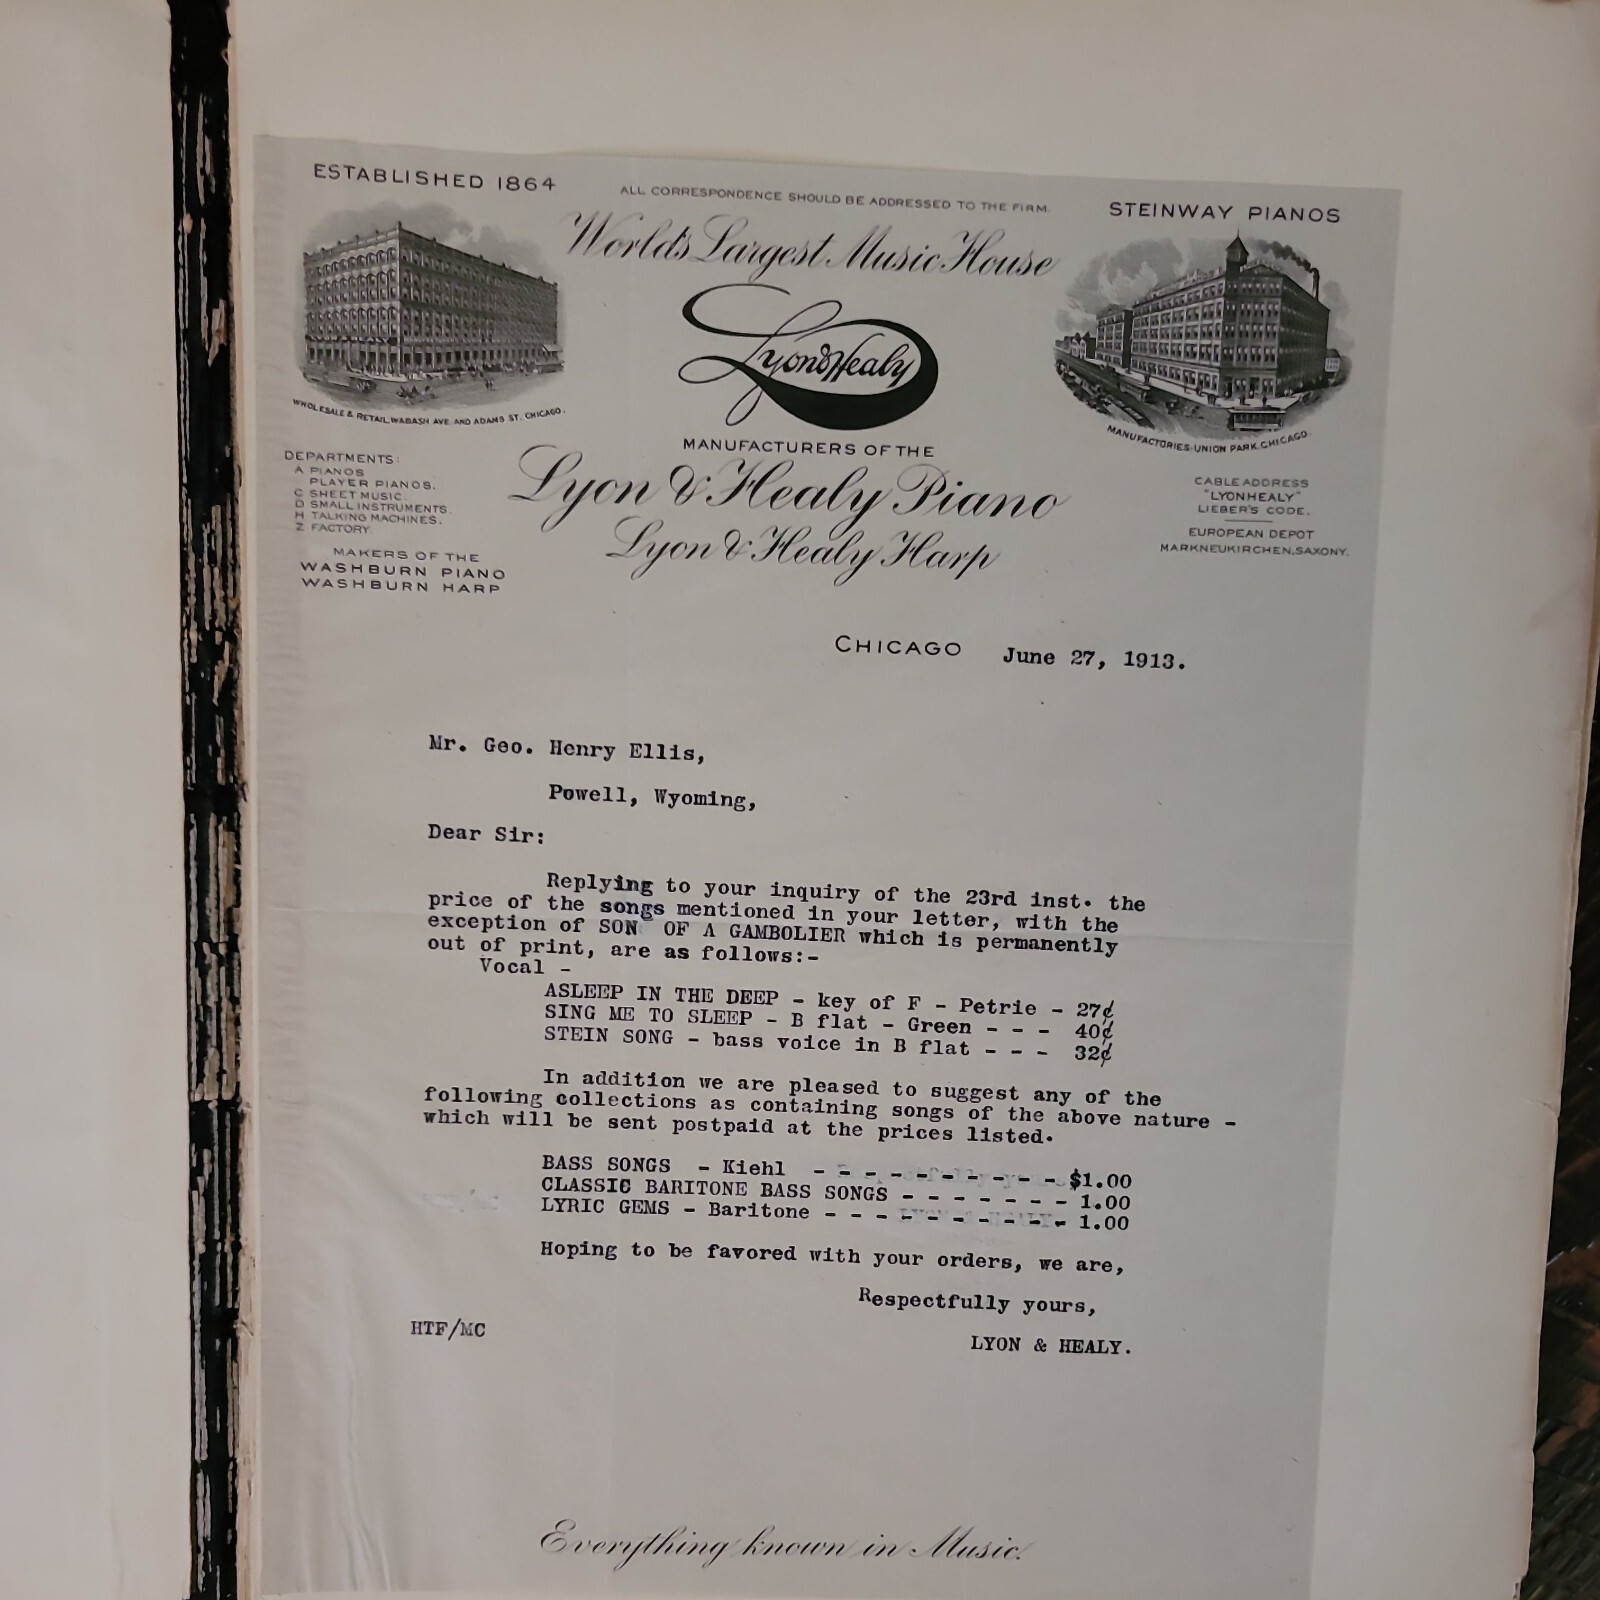 ESTABLISHED 1864
ALL CORRESPONDENCE SHOULD BE ADDRESSED TO THE FIRM.
STEINWAY PIANOS
World's Largest Music House
Lyon & Healy
WHOLESALE & RETAIL, WABASH AVE. AND ADAMS ST. CHICAGO.
MANUFACTORIES-UNION PARK, CHICAGO.
MANUFACTURERS OF THE
Lyon & Healy Piano
Lyon & Healy Harp
DEPARTMENTS:
A PIANOS
PLAYER PIANOS.
C SHEET MUSIC.
D SMALL INSTRUMENTS.
H TALKING MACHINES.
Z FACTORY.
MAKERS OF THE
WASHBURN PIANO
WASHBURN HARP
CABLE ADDRESS
"LYONHEALY"
LIEBER'S CODE.
EUROPEAN DEPOT
MARKNEUKIRCHEN, SAXONY.
CHICAGO June 27, 1913.
Mr. Geo. Henry Ellis,
Powell, Wyoming,
Dear Sir:
Replying to your inquiry of the 23rd inst. the
price of the songs mentioned in your letter, with the
exception of SON OF A GAMBOLIER which is permanently
out of print, are as follows:-
Vocal -
ASLEEP IN THE DEEP - key of F - Petrie - 27¢
SING ME TO SLEEP - B flat - Green - - - 40¢
STEIN SONG - bass voice in B flat - - - 32¢
In addition we are pleased to suggest any of the
following collections as containing songs of the above nature -
which will be sent postpaid at the prices listed.
BASS SONGS - Kiehl - - - - - - - - - - $1.00
CLASSIC BARITONE BASS SONGS - - - - - - - 1.00
LYRIC GEMS - Baritone - - - - - - - - - - 1.00
Hoping to be favored with your orders, we are,
Respectfully yours,
HTF/MC
LYON & HEALY.
Everything known in Music.